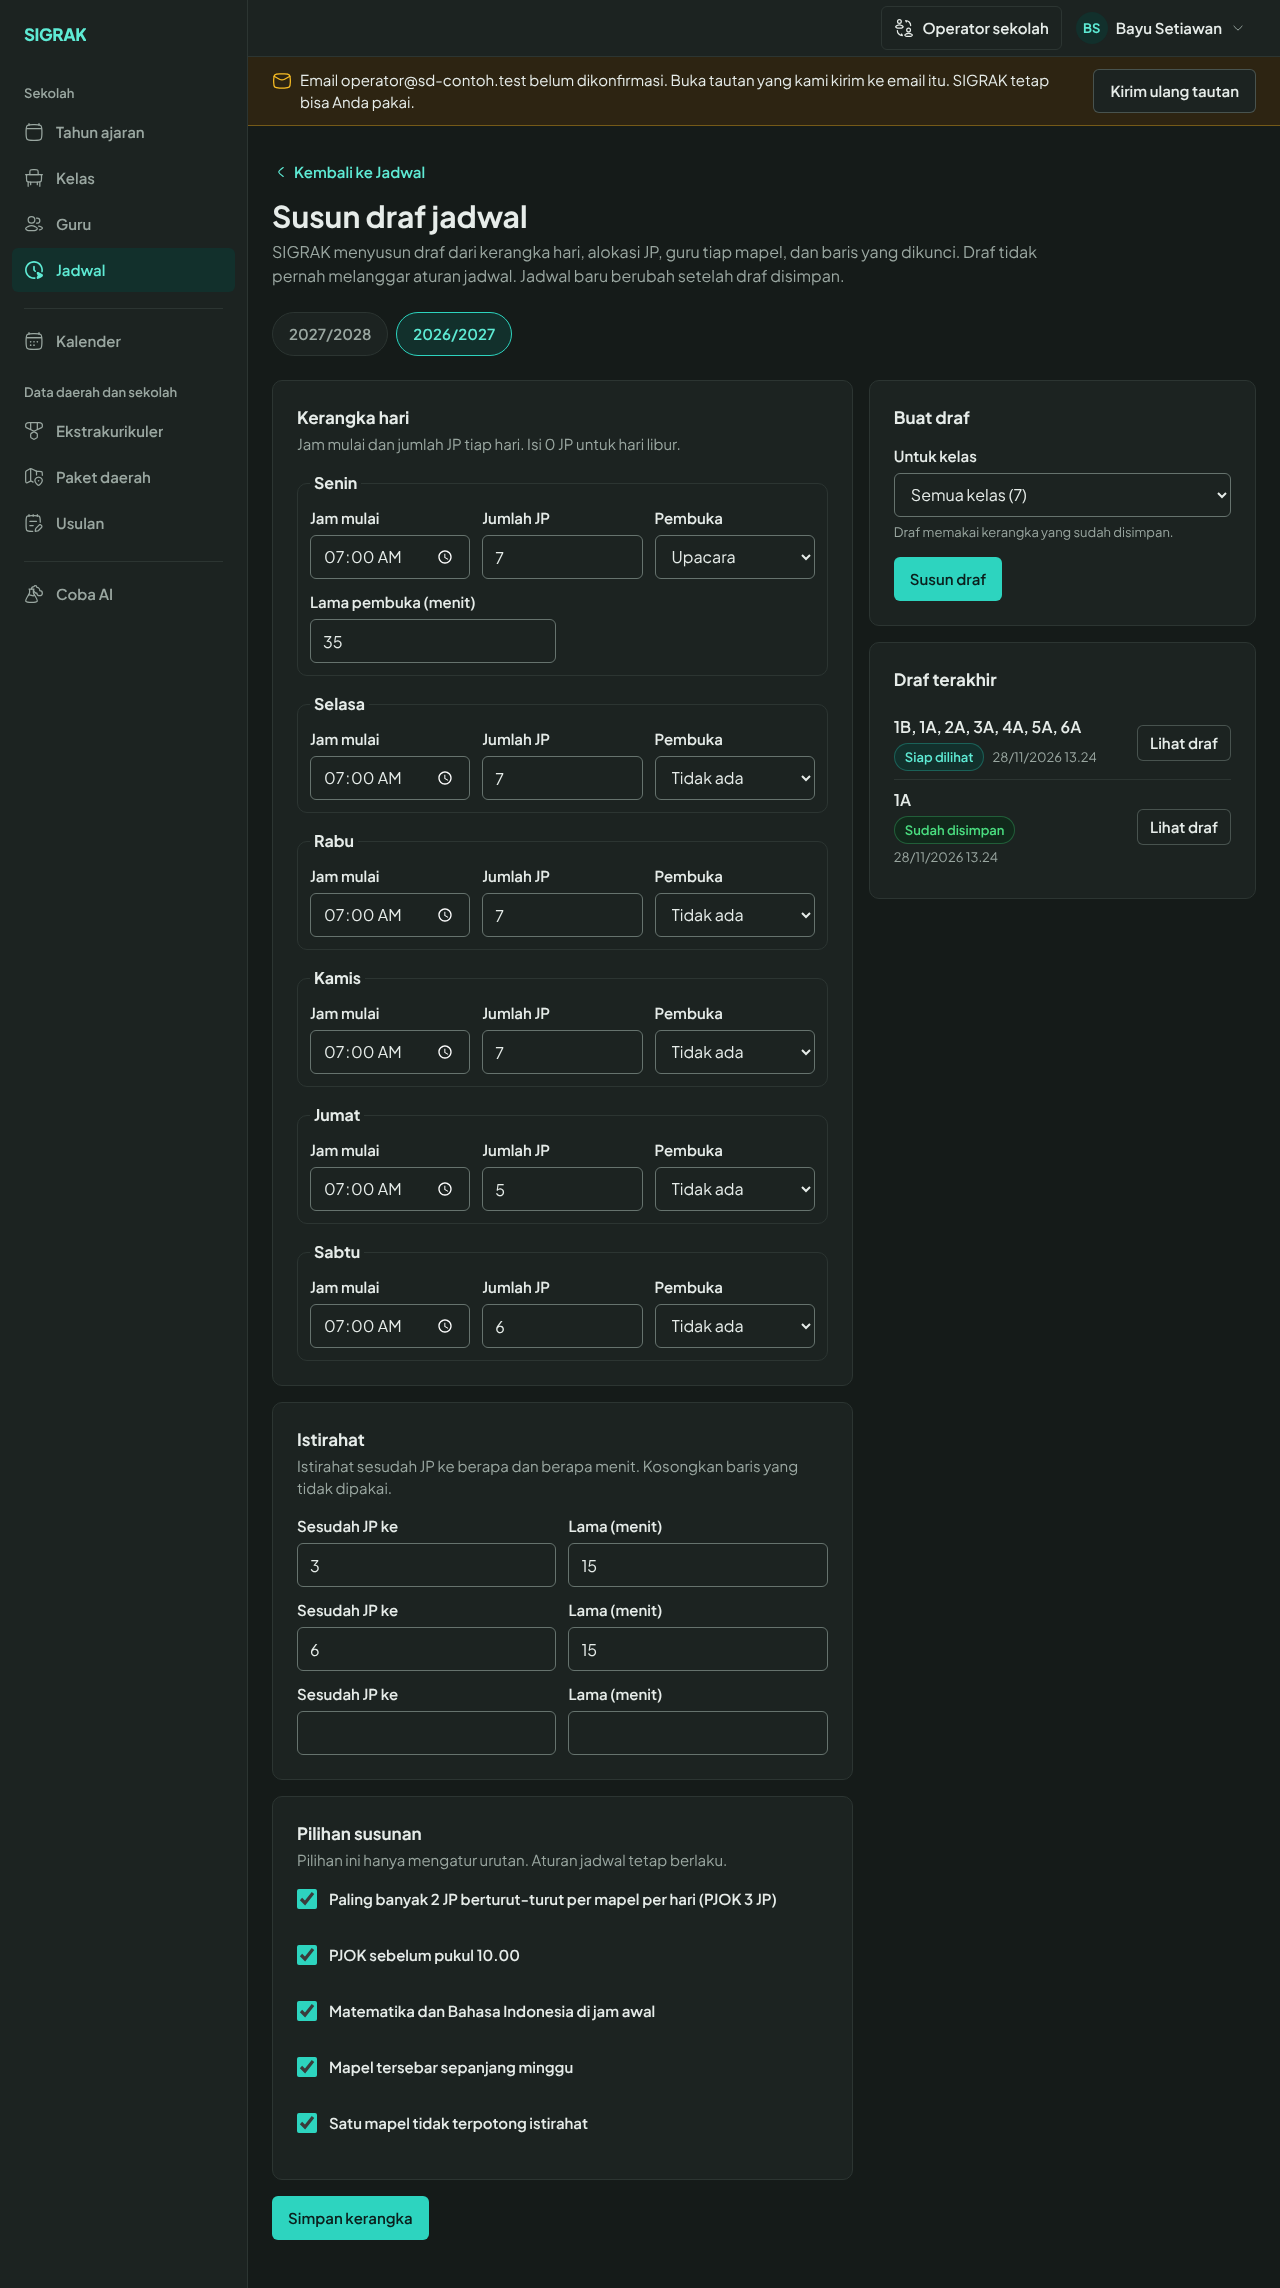 SIGRAK
Sekolah
Tahun ajaran
Kelas
Guru
Jadwal
Kalender
Data daerah dan sekolah
Ekstrakurikuler
Paket daerah
Usulan
Coba AI
Operator sekolah
BS
Bayu Setiawan
Email operator@sd-contoh.test belum dikonfirmasi. Buka tautan yang kami kirim ke email itu. SIGRAK tetap
bisa Anda pakai.
Kirim ulang tautan
Kembali ke Jadwal
Susun draf jadwal
SIGRAK menyusun draf dari kerangka hari, alokasi JP, guru tiap mapel, dan baris yang dikunci. Draf tidak
pernah melanggar aturan jadwal. Jadwal baru berubah setelah draf disimpan.
2027/2028
2026/2027
Kerangka hari
Jam mulai dan jumlah JP tiap hari. Isi 0 JP untuk hari libur.
Senin
Jam mulai
Jumlah JP
Pembuka
07:00 AM
7
Upacara
Lama pembuka (menit)
35
Selasa
Jam mulai
Jumlah JP
Pembuka
07:00 AM
7
Tidak ada
Rabu
Jam mulai
Jumlah JP
Pembuka
07:00 AM
7
Tidak ada
Kamis
Jam mulai
Jumlah JP
Pembuka
07:00 AM
7
Tidak ada
Jumat
Jam mulai
Jumlah JP
Pembuka
07:00 AM
5
Tidak ada
Sabtu
Jam mulai
Jumlah JP
Pembuka
07:00 AM
6
Tidak ada
Istirahat
Istirahat sesudah JP ke berapa dan berapa menit. Kosongkan baris yang
tidak dipakai.
Sesudah JP ke
Lama (menit)
3
15
Sesudah JP ke
Lama (menit)
6
15
Sesudah JP ke
Lama (menit)
Pilihan susunan
Pilihan ini hanya mengatur urutan. Aturan jadwal tetap berlaku.
Paling banyak 2 JP berturut-turut per mapel per hari (PJOK 3 JP)
PJOK sebelum pukul 10.00
Matematika dan Bahasa Indonesia di jam awal
Mapel tersebar sepanjang minggu
Satu mapel tidak terpotong istirahat
Simpan kerangka
Buat draf
Untuk kelas
Semua kelas (7)
Draf memakai kerangka yang sudah disimpan.
Susun draf
Draf terakhir
1B, 1A, 2A, 3A, 4A, 5A, 6A
Siap dilihat
28/11/2026 13.24
Lihat draf
1A
Sudah disimpan
28/11/2026 13.24
Lihat draf